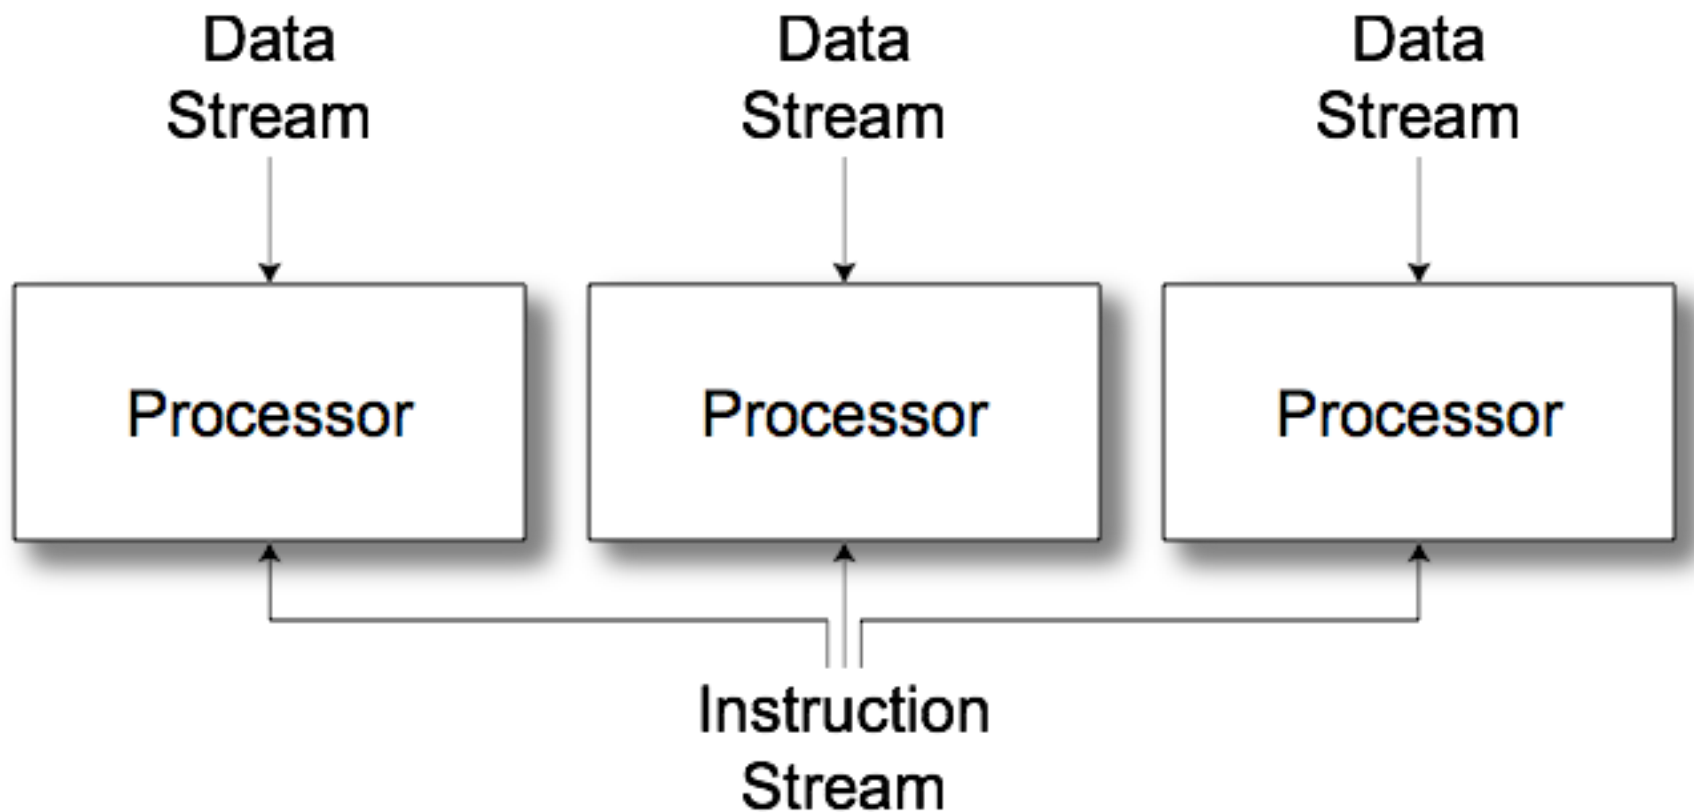 Data
Stream
Data
Stream
Data
Stream
Processor
Processor
Processor
Instruction
Stream